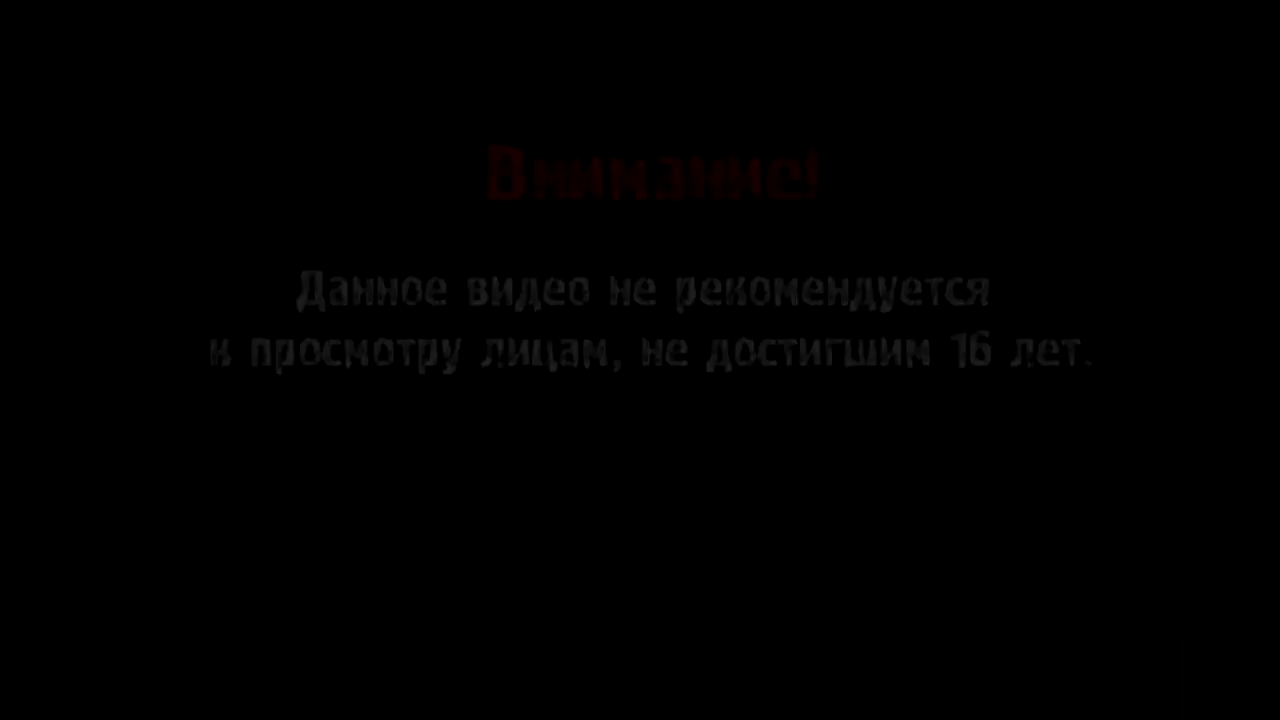 Внимание!
Данное видео не рекомендуется
к просмотру лицам, не достигшим 16 лет.